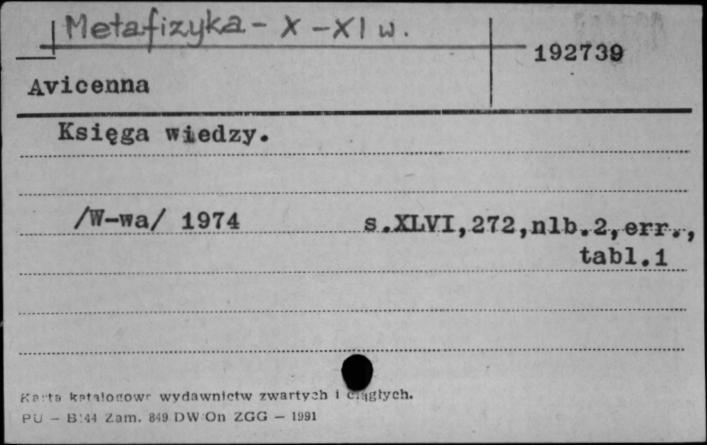 Metafizyka - X - XI w.
192739
Avicenna
Księga wiedzy.
/W-wa/ 1974 s.XLVI,272,nlb.2,err.,
tabl.1
Karta katalogowa wydawnictw zwartych i ciągłych.
PU — B/44 Zam. 849 DW/On ZGG — 1991